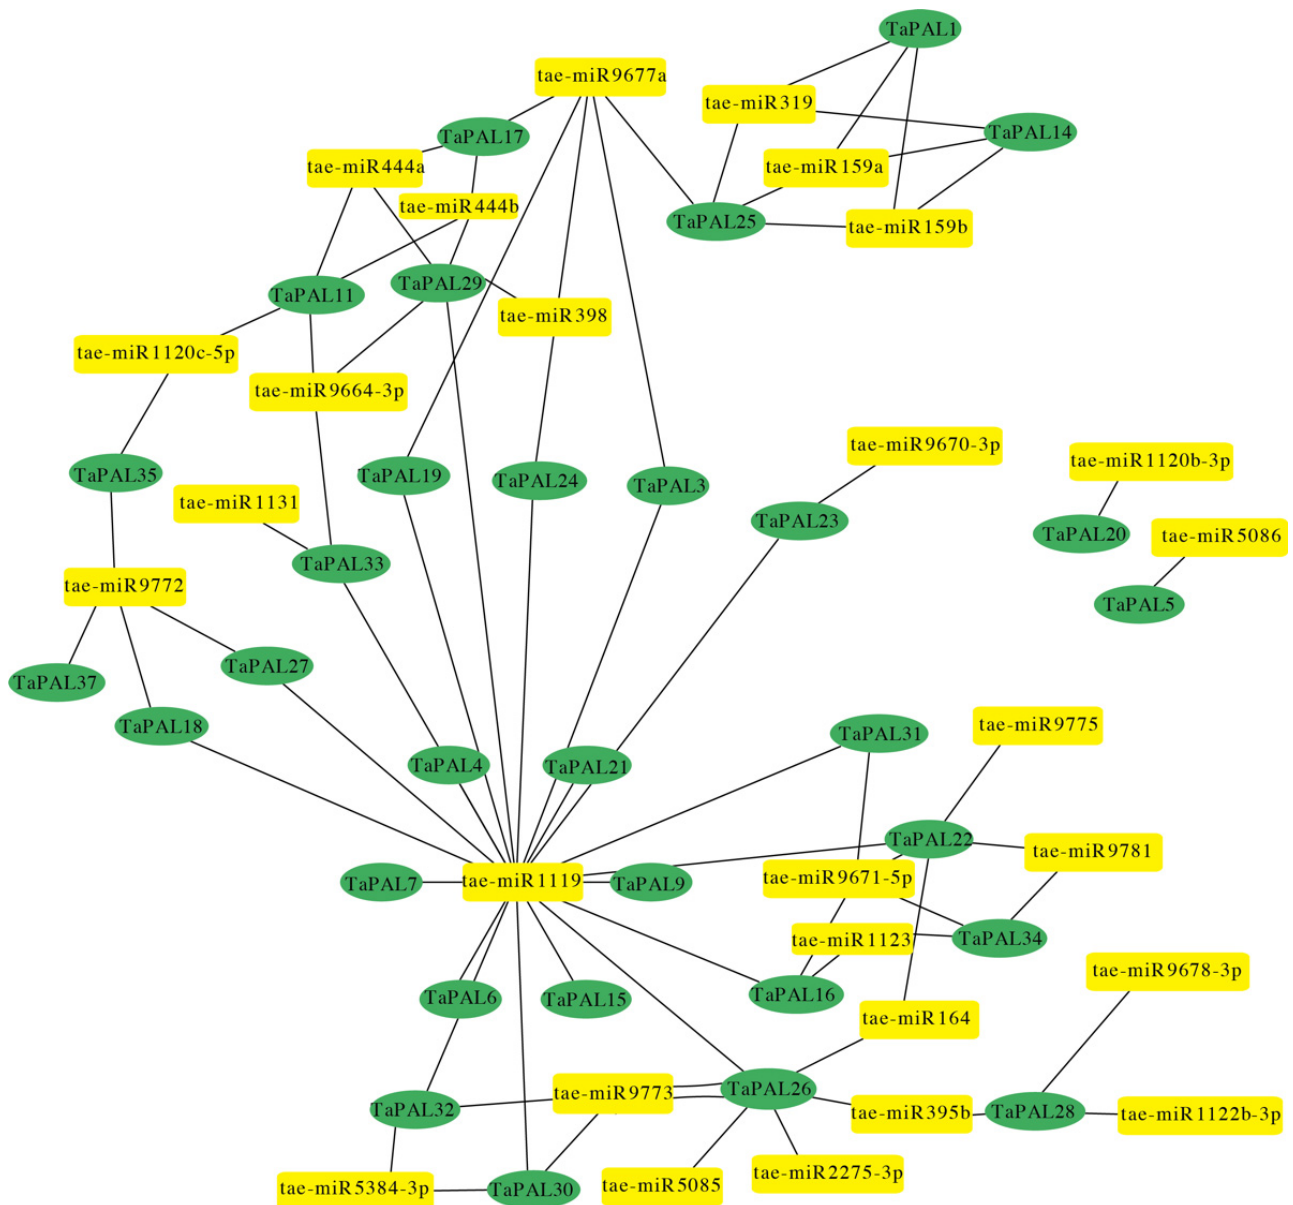 TaPAL1
tae-miR9677a
tae-miR319
TaPAL14
TaPAL17
tae-miR444a
tae-miR159a
tae-miR444b
TaPAL25
tae-miR159b
TaPAL29
TaPAL11
tae-miR398
tae-miR1120c-5p
tae-miR9664-3p
tae-miR9670-3p
tae-miR1120b-3p
TaPAL35
TaPAL19
TaPAL24
TaPAL3
tae-miR1131
TaPAL23
TaPAL20
tae-miR5086
TaPAL33
tae-miR9772
TaPAL5
TaPAL27
TaPAL37
TaPAL18
tae-miR9775
TaPAL31
TaPAL4
TaPAL21
TaPAL22
tae-miR9781
TaPAL7
tae-miR1119
TaPAL9
tae-miR9671-5p
tae-miR1123
TaPAL34
tae-miR9678-3p
TaPAL6
TaPAL15
TaPAL16
tae-miR164
TaPAL26
tae-miR9773
TaPAL32
tae-miR395b
TaPAL28
tae-miR1122b-3p
tae-miR2275-3p
tae-miR5384-3p
TaPAL30
tae-miR5085